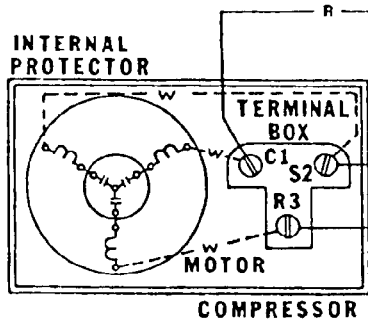 R
INTERNAL
PROTECTOR
W
TERMINAL
BOX
W
C1
S2
R3
W
MOTOR
COMPRESSOR